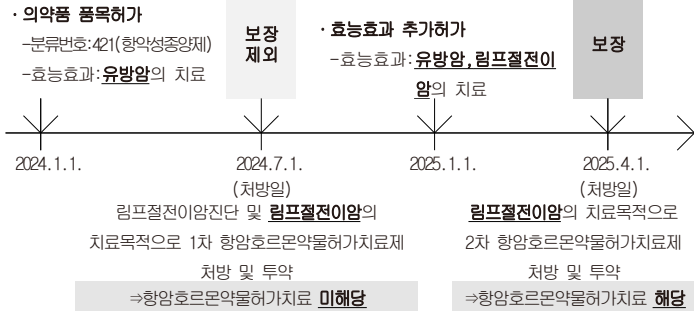 · 의약품 품목허가
-분류번호:421(항악성종양제)
-효능효과: 유방암의 치료
보장
제외
· 효능효과 추가허가
-효능효과: 유방암,림프절전이
암의 치료
보장
2024.1.1.
2024.7.1.
(처방일)
2025.1.1.
2025.4.1.
(처방일)
림프절전이암진단 및 림프절전이암의
치료목적으로 1차 항암호르몬약물허가치료제
처방 및 투약
⇒항암호르몬약물허가치료 미해당
림프절전이암의 치료목적으로
2차 항암호르몬약물허가치료제
처방 및 투약
⇒항암호르몬약물허가치료 해당